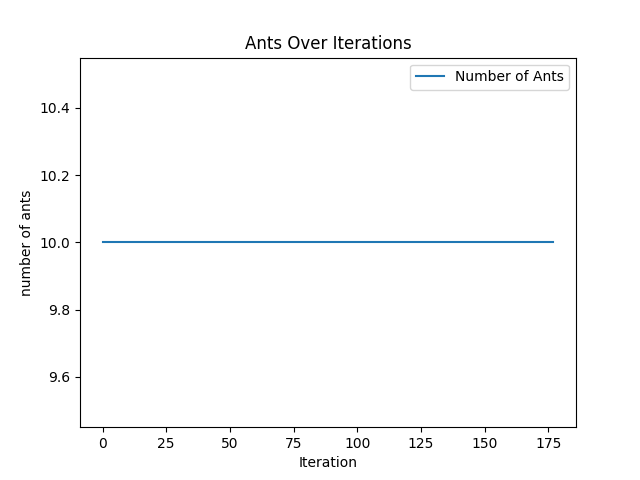 Ants Over Iterations
Number of Ants
number of ants
10.4
10.2
10.0
9.8
9.6
0 25 50 75 100 125 150 175
Iteration